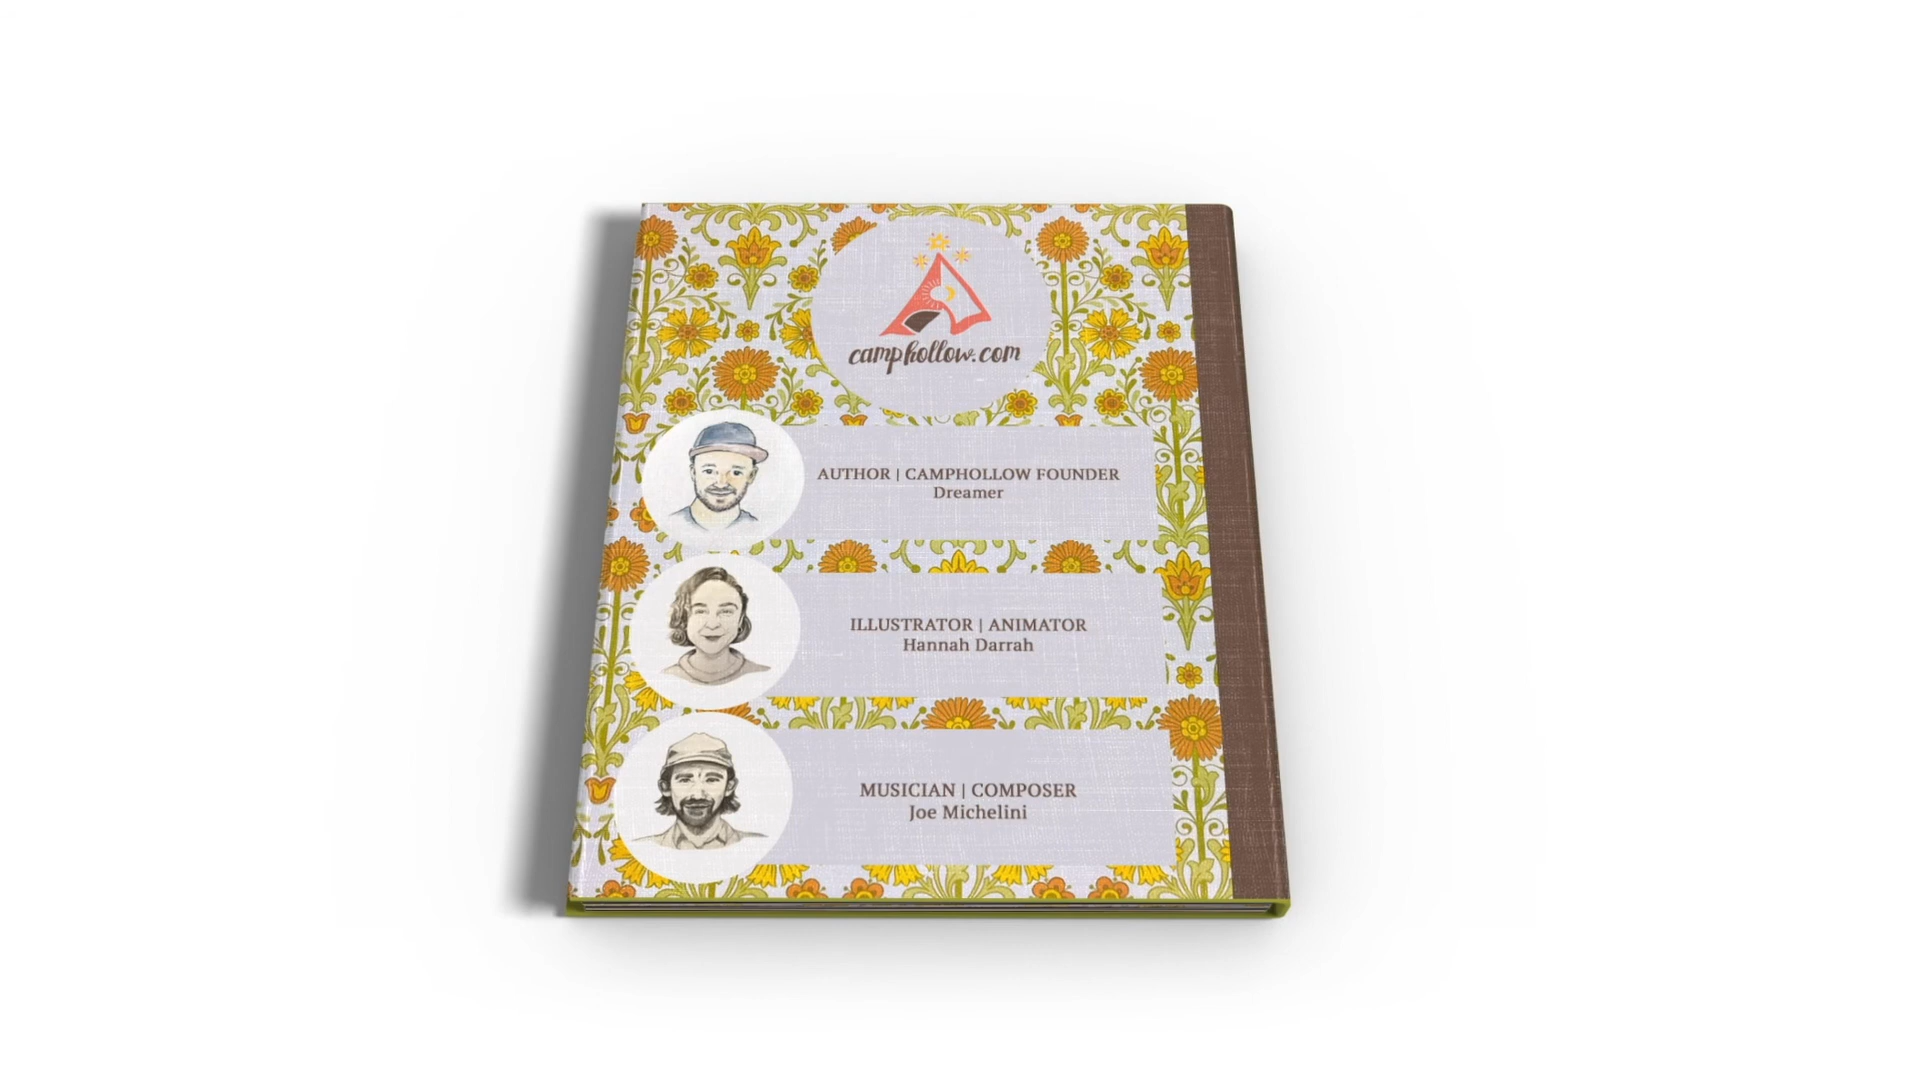 camphollow.com
AUTHOR | CAMPHOLLOW FOUNDER
Dreamer
ILLUSTRATOR | ANIMATOR
Hannah Darrah
MUSICIAN | COMPOSER
Joe Michelini